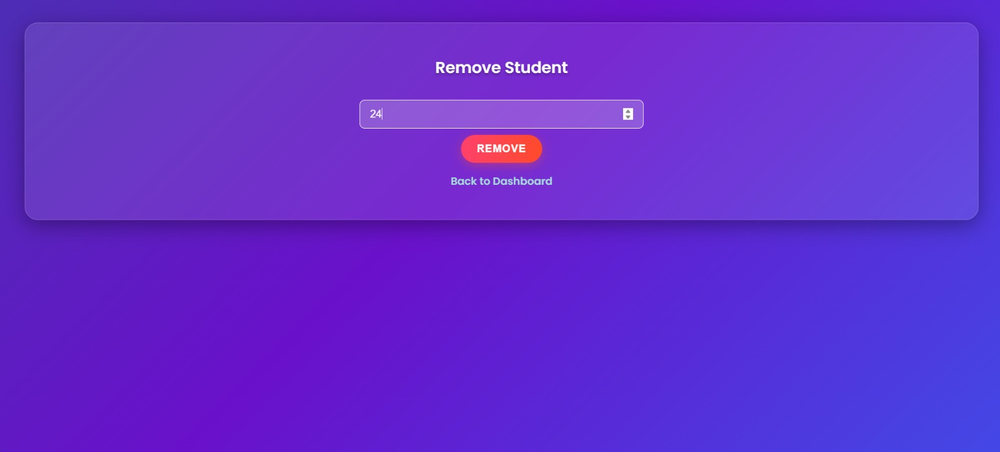 Remove Student
24
REMOVE
Back to Dashboard